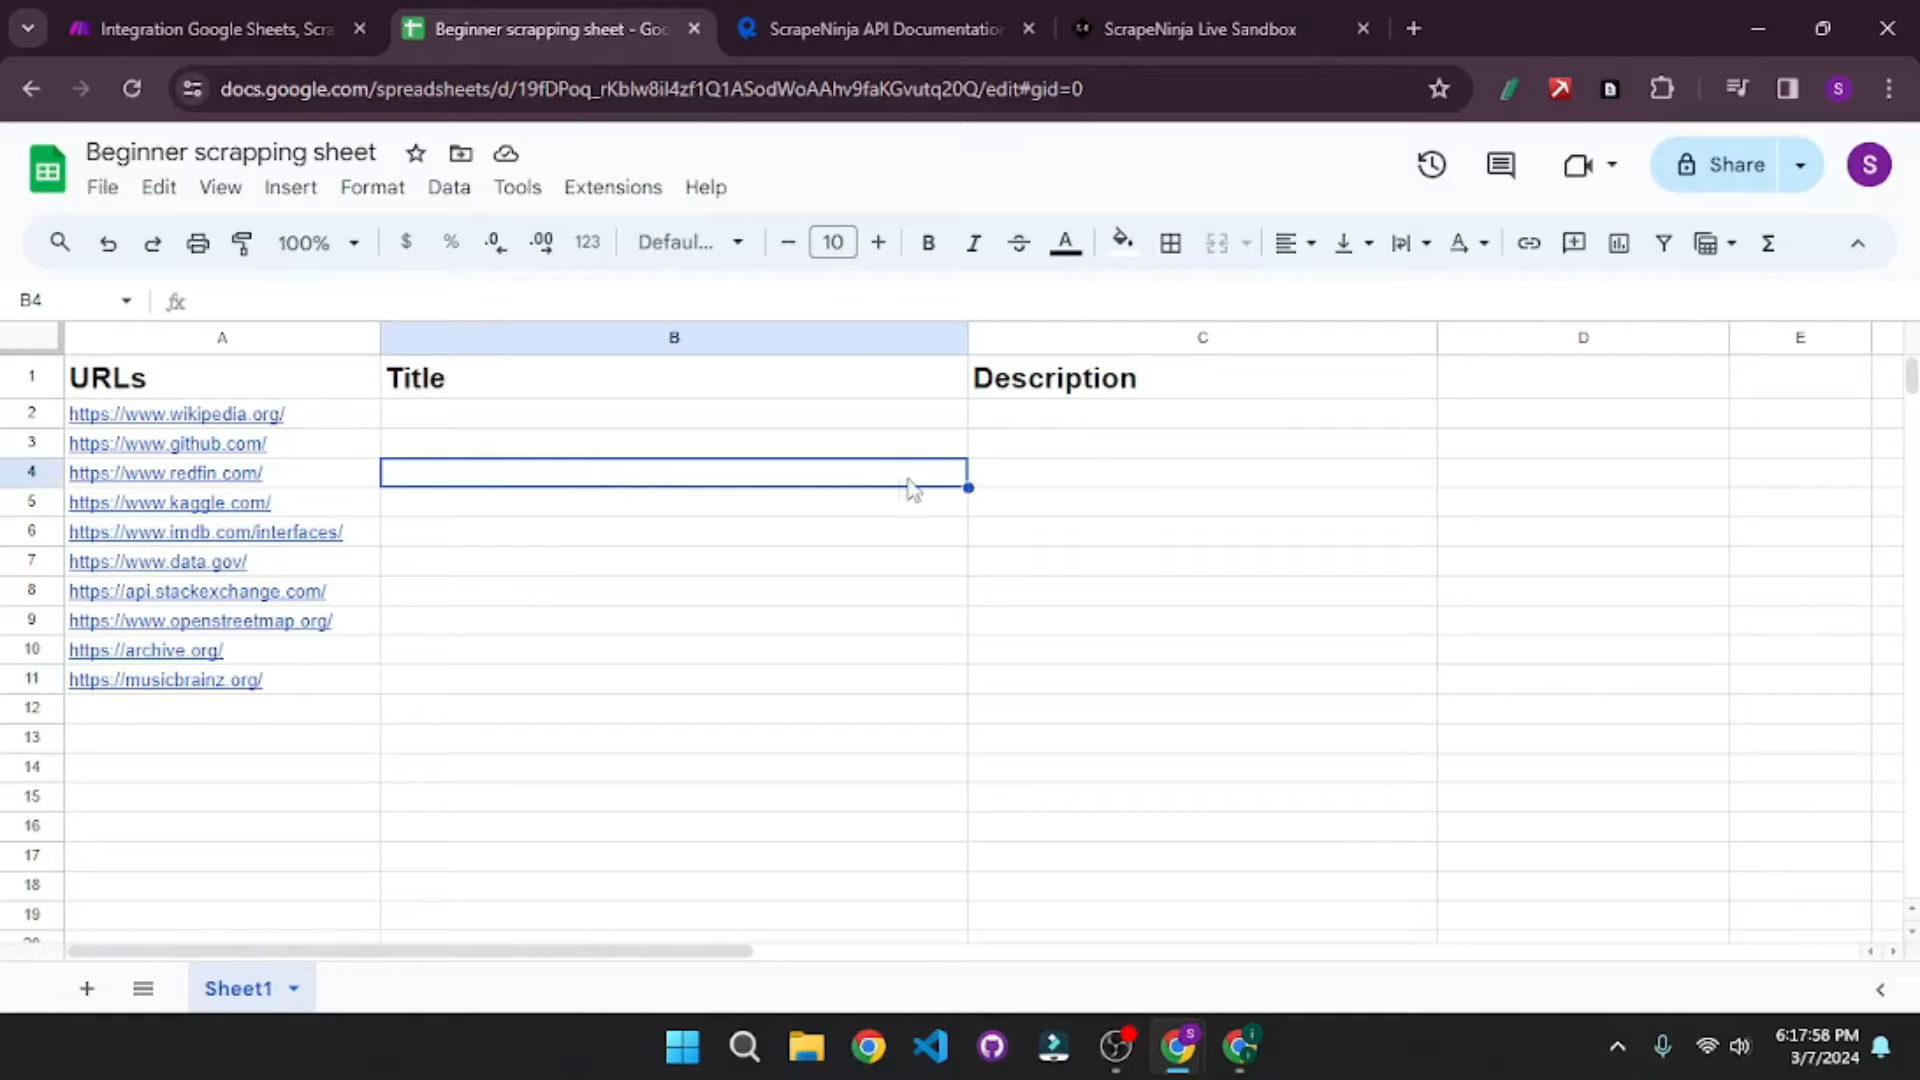 Integration Google Sheets, Scra
Beginner scrapping sheet - Goo
ScrapeNinja API Documentation
ScrapeNinja Live Sandbox
docs.google.com/spreadsheets/d/19fDPoq_rKblw8il4zf1Q1ASodWoAAhv9faKGvutq20Q/edit#gid=0
S
Beginner scrapping sheet
Share
S
File Edit View Insert Format Data Tools Extensions Help
100% $ % .0 .00 123 Defaul... 10 B I A Σ
B4 fx
A B C D E
1 URLs Title Description
2 https://www.wikipedia.org/
3 https://www.github.com/
4 https://www.redfin.com/
5 https://www.kaggle.com/
6 https://www.imdb.com/interfaces/
7 https://www.data.gov/
8 https://api.stackexchange.com/
9 https://www.openstreetmap.org/
10 https://archive.org/
11 https://musicbrainz.org/
12
13
14
15
16
17
18
19
Sheet1
6:17:58 PM
3/7/2024